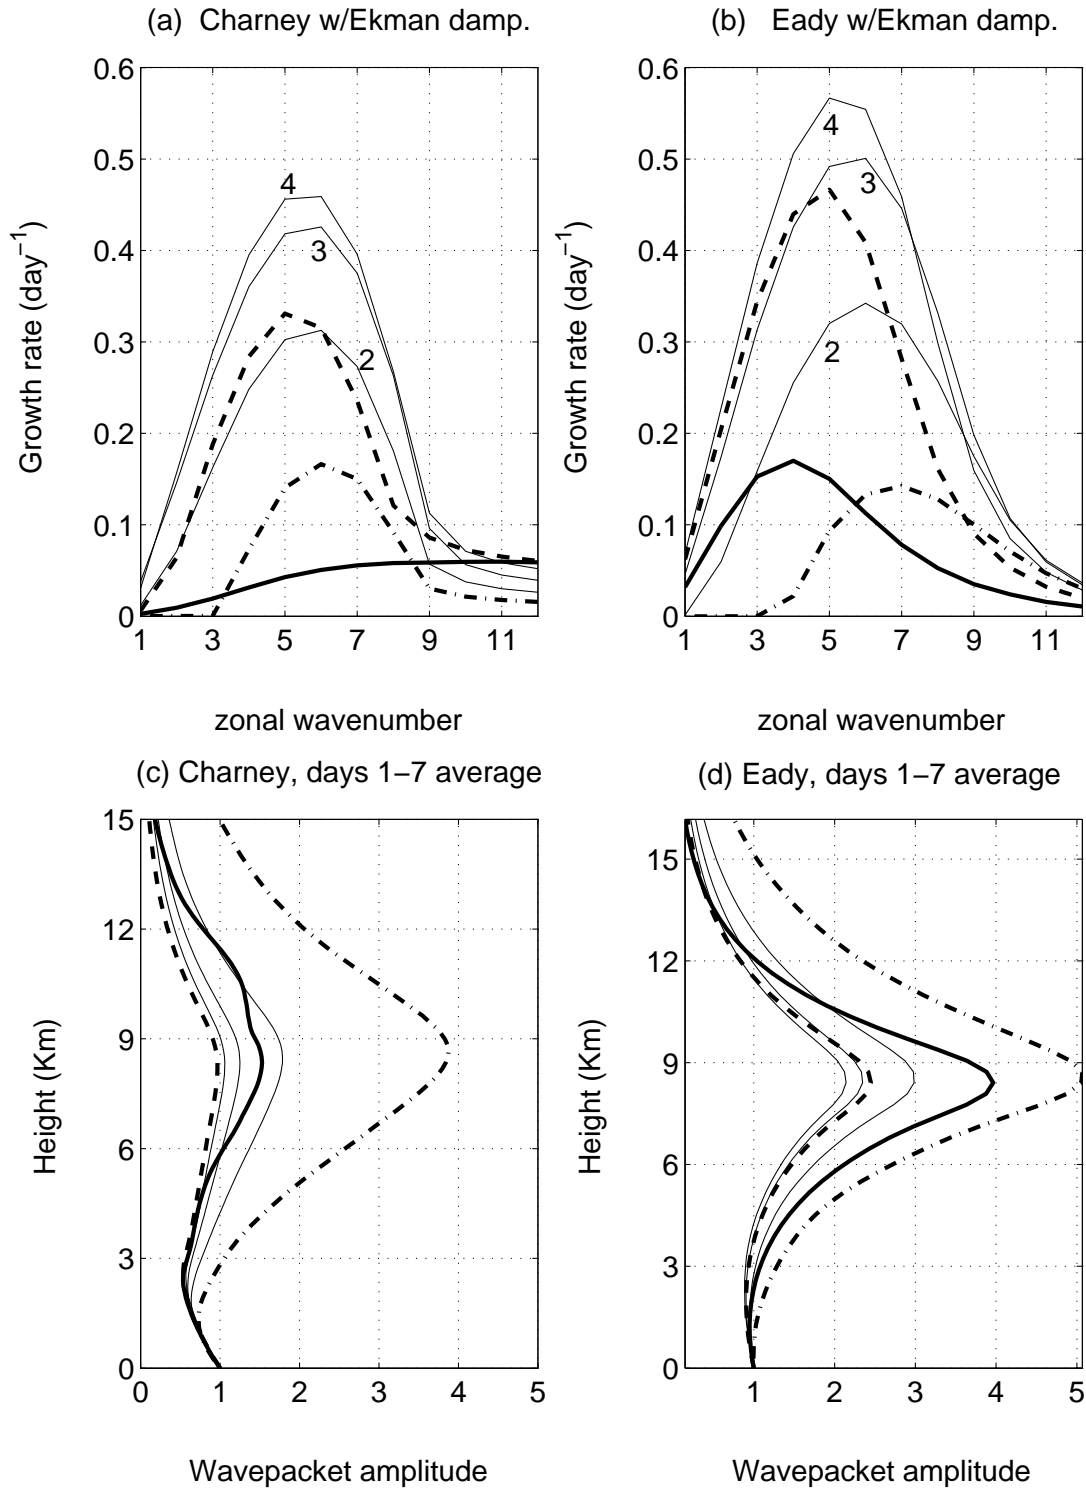 (a) Charney w/Ekman damp.
0.6
0.5
0.4
0.3
0.2
0.1
0
1 3 5 7 9 11
4
3
2
Growth rate (day−1)
zonal wavenumber
(b) Eady w/Ekman damp.
0.6
0.5
0.4
0.3
0.2
0.1
0
1 3 5 7 9 11
4
3
2
Growth rate (day−1)
zonal wavenumber
(c) Charney, days 1−7 average
15
12
9
6
3
0
0 1 2 3 4 5
Height (Km)
Wavepacket amplitude
(d) Eady, days 1−7 average
15
12
9
6
3
0
1 2 3 4 5
Height (Km)
Wavepacket amplitude